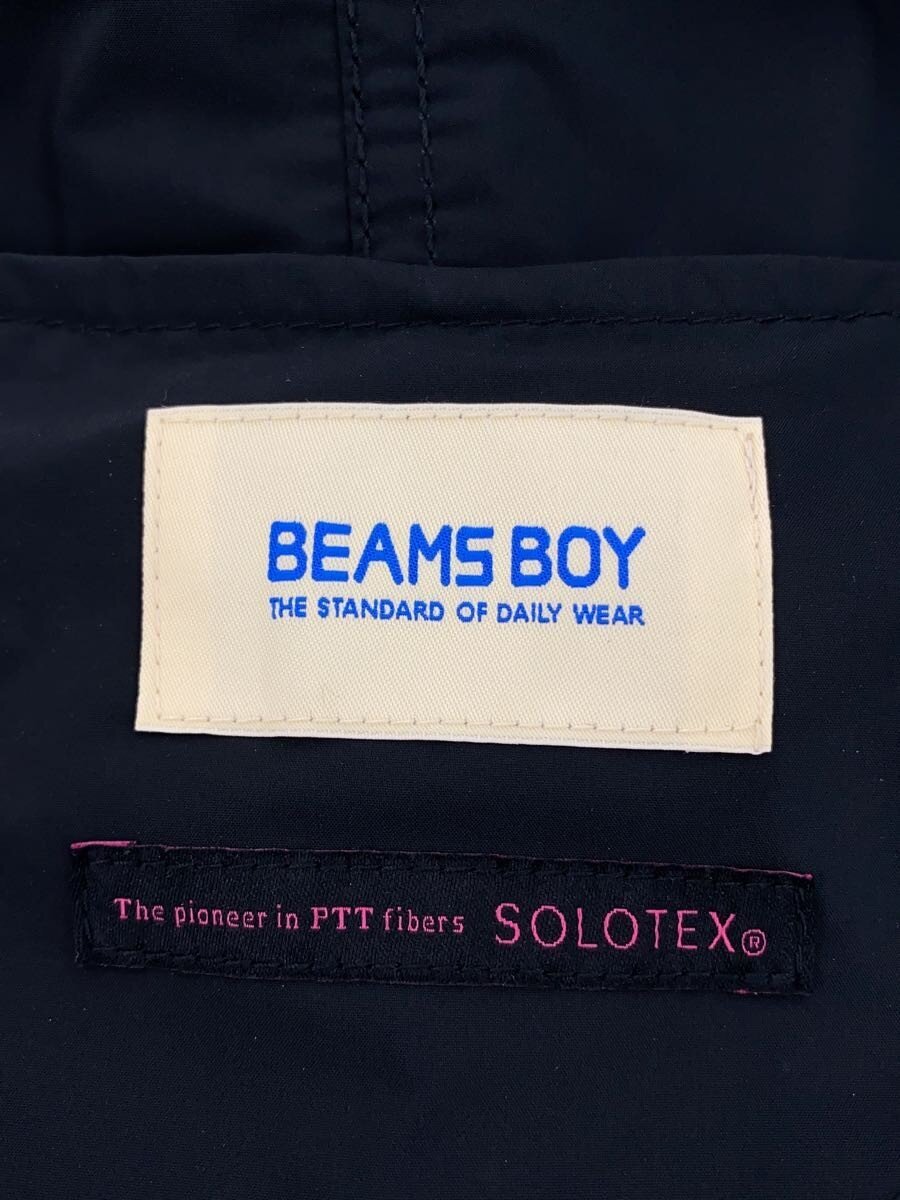 BEAMS BOY
THE STANDARD OF DAILY WEAR
The pioneer in PTT fibers SOLOTEX®